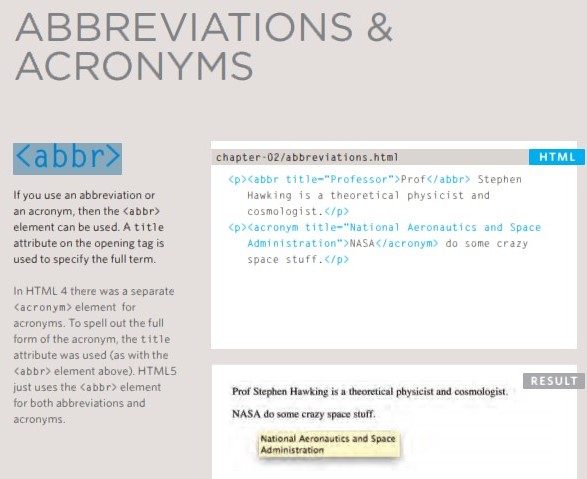 ABBREVIATIONS &
ACRONYMS
<abbr>
If you use an abbreviation or
an acronym, then the <abbr>
element can be used. A title
attribute on the opening tag is
used to specify the full term.
In HTML 4 there was a separate
<acronym> element for
acronyms. To spell out the full
form of the acronym, the title
attribute was used (as with the
<abbr> element above). HTML5
just uses the <abbr> element
for both abbreviations and
acronyms.
chapter-02/abbreviations.html HTML
<p><abbr title="Professor">Prof</abbr> Stephen
Hawking is a theoretical physicist and
cosmologist.</p>
<p><acronym title="National Aeronautics and Space
Administration">NASA</acronym> do some crazy
space stuff.</p>
RESULT
Prof Stephen Hawking is a theoretical physicist and cosmologist.
NASA do some crazy space stuff.
National Aeronautics and Space
Administration